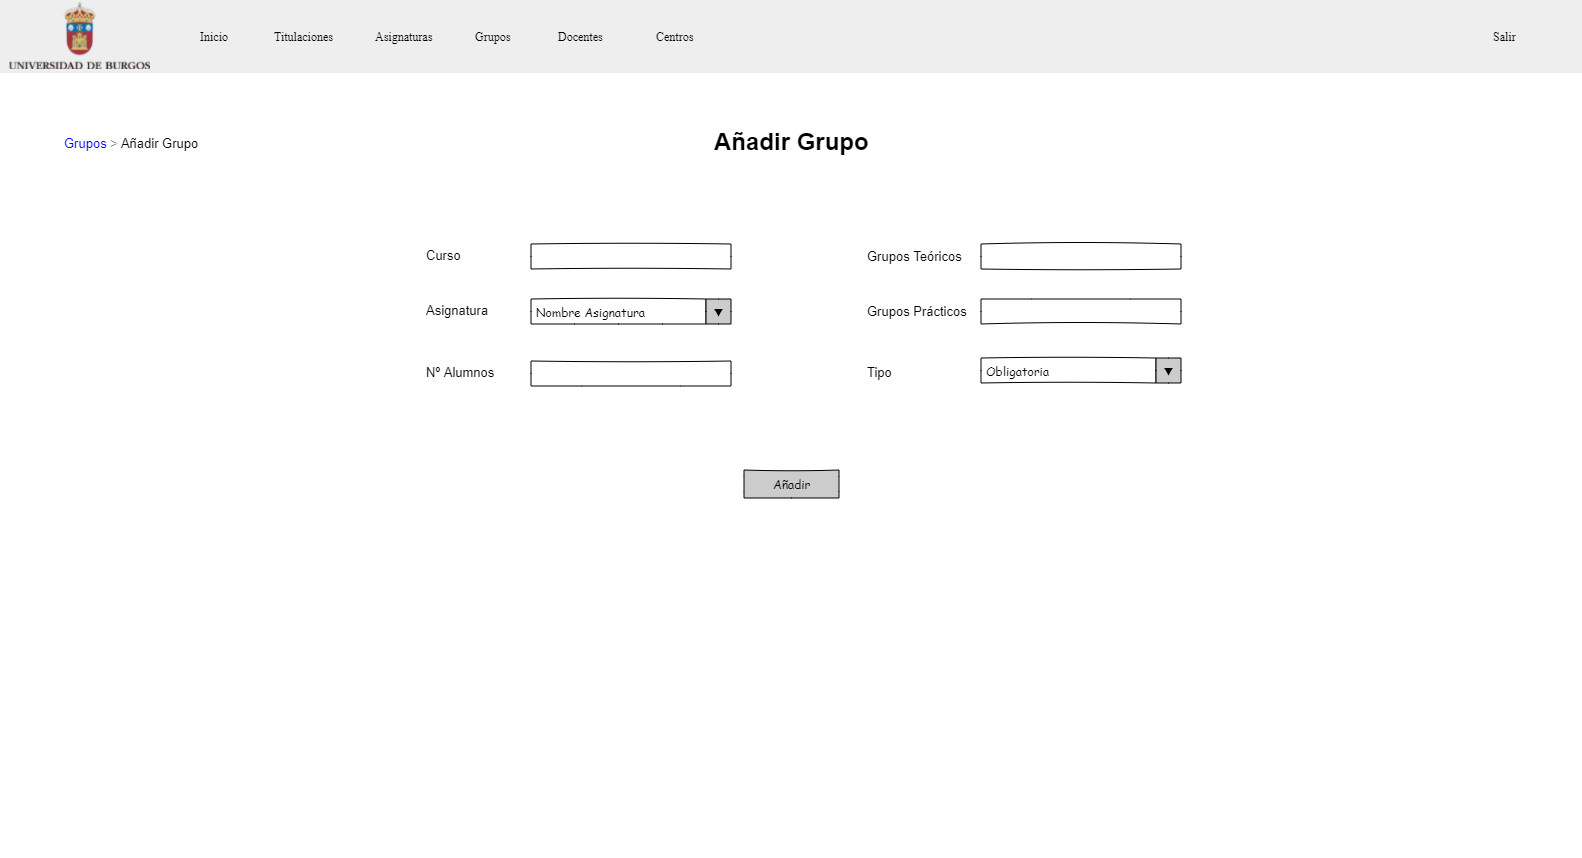 UNIVERSIDAD DE BURGOS
Inicio Titulaciones Asignaturas Grupos Docentes Centros Salir
Grupos > Añadir Grupo
Añadir Grupo
Curso
Grupos Teóricos
Asignatura Nombre Asignatura ▼
Grupos Prácticos
Nº Alumnos
Tipo Obligatoria ▼
Añadir